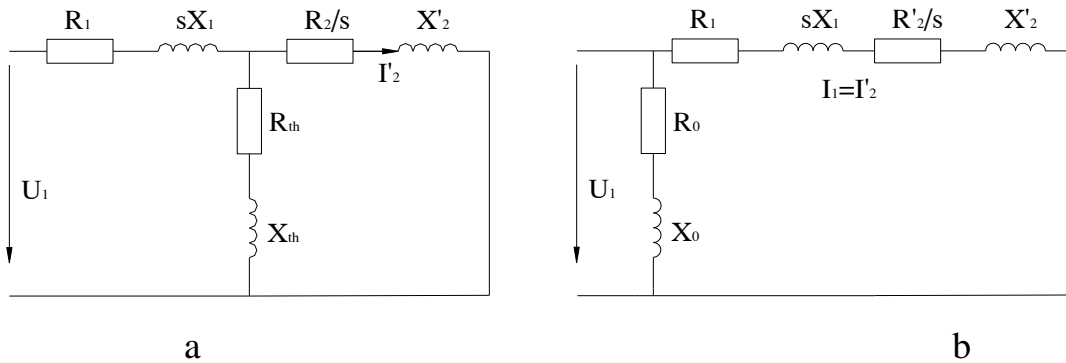 R₁ sX₁ R₂/s X'₂
I'₂
Rth
U₁
Xth
a
R₁ sX₁ R'₂/s X'₂
I₁=I'₂
R₀
U₁
X₀
b